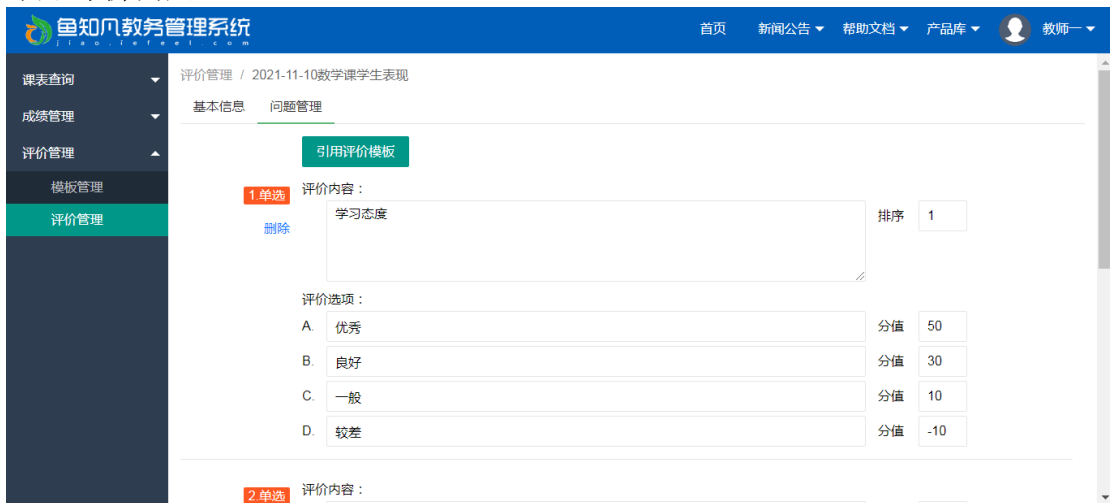 鱼知凡教务管理系统
jiao.iefeel.com
首页 新闻公告 帮助文档 产品库 教师一
课表查询
成绩管理
评价管理
模板管理
评价管理
评价管理 / 2021-11-10数学课学生表现
基本信息 问题管理
引用评价模板
1.单选 评价内容：
删除
学习态度
排序 1
评价选项：
A. 优秀 分值 50
B. 良好 分值 30
C. 一般 分值 10
D. 较差 分值 -10
2.单选 评价内容：